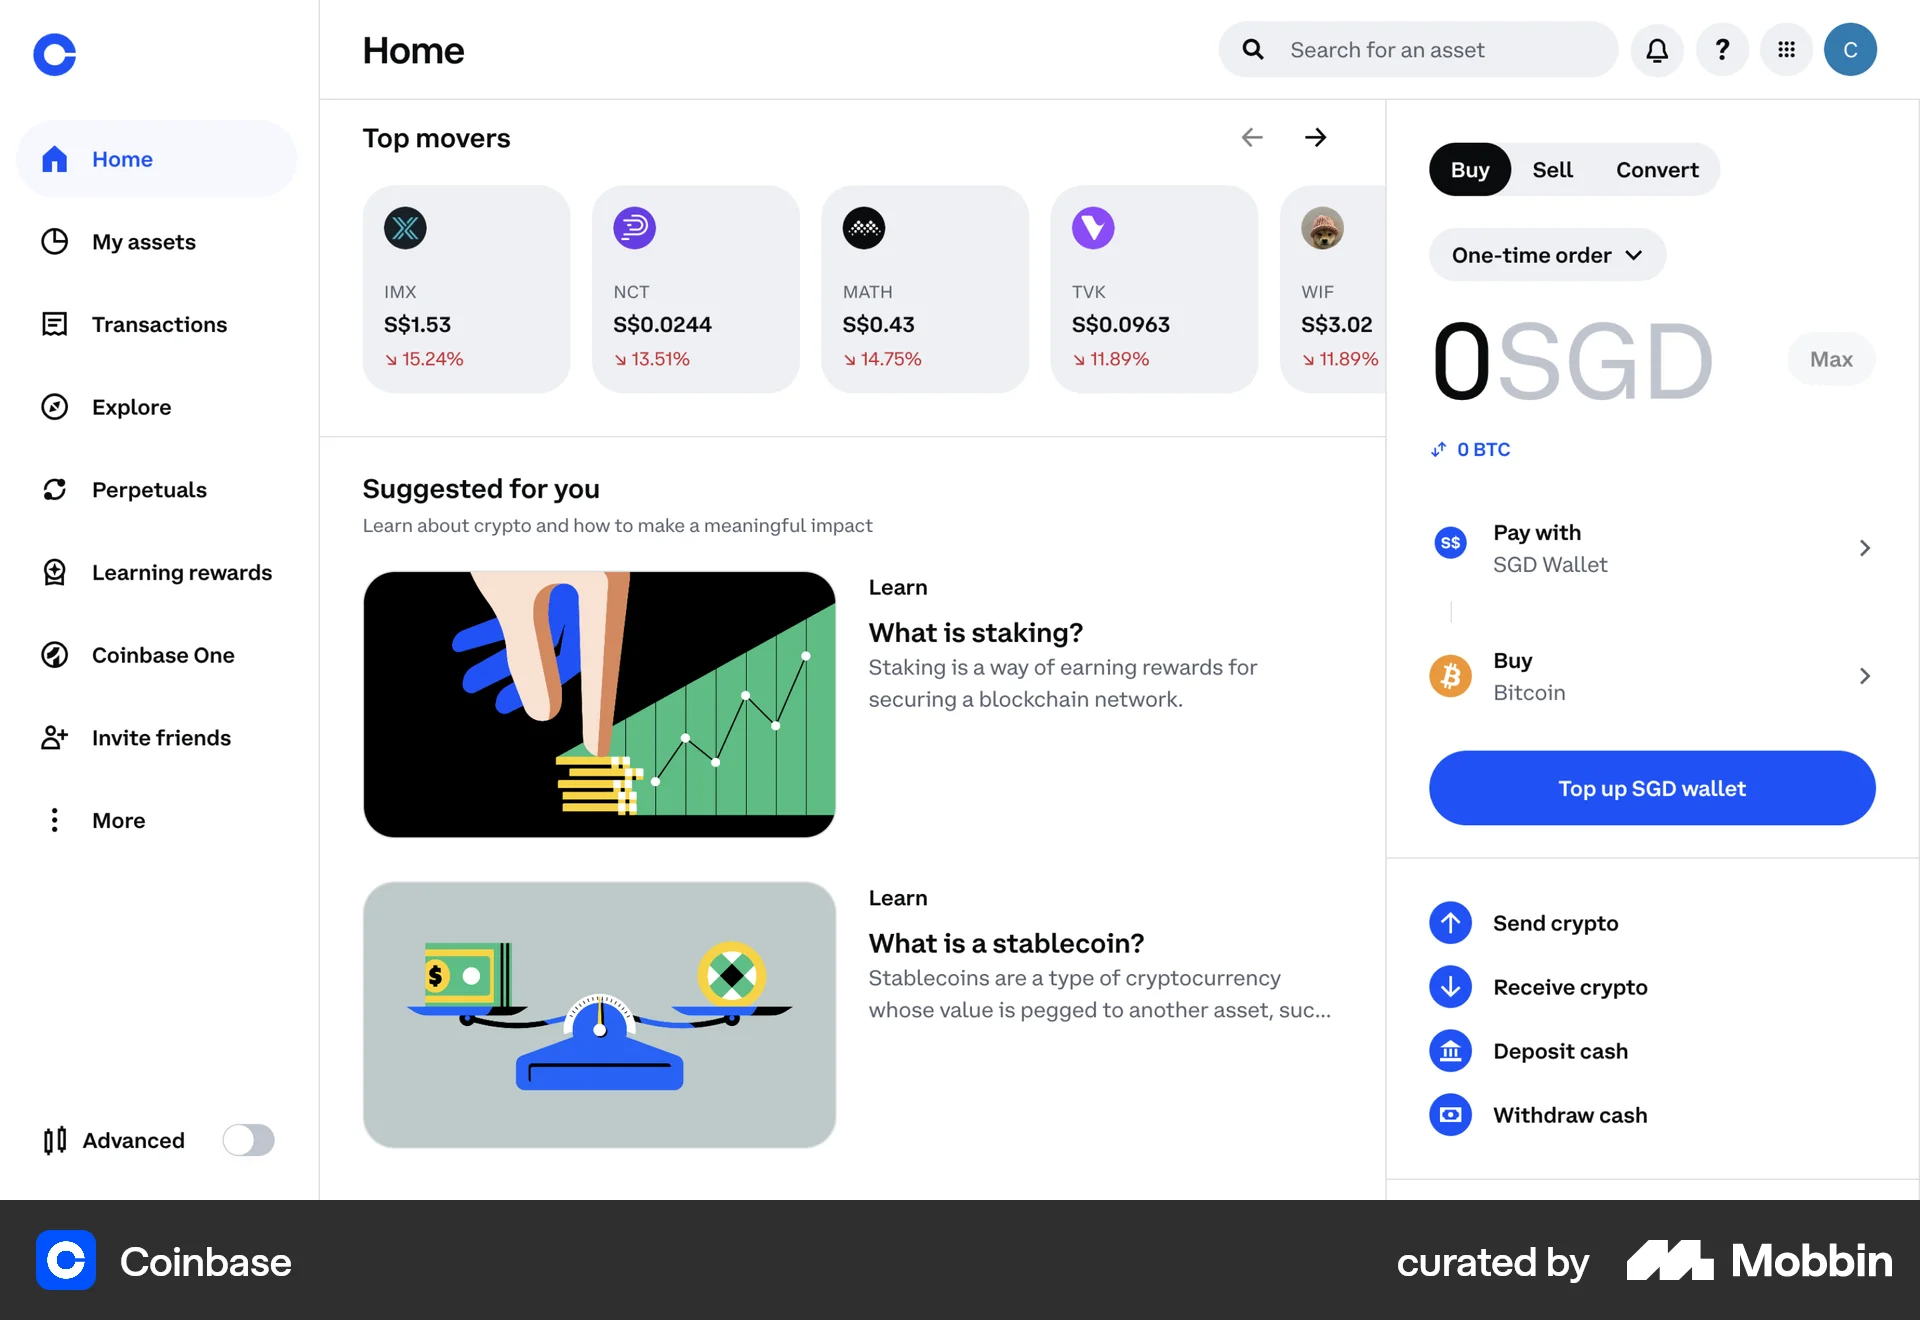 Home
Search for an asset
?
C
Home
My assets
Transactions
Explore
Perpetuals
Learning rewards
Coinbase One
Invite friends
More
Advanced
Top movers
IMX
S$1.53
↘ 15.24%
NCT
S$0.0244
↘ 13.51%
MATH
S$0.43
↘ 14.75%
TVK
S$0.0963
↘ 11.89%
WIF
S$3.02
↘ 11.89%
Suggested for you
Learn about crypto and how to make a meaningful impact
Learn
What is staking?
Staking is a way of earning rewards for
securing a blockchain network.
$
Learn
What is a stablecoin?
Stablecoins are a type of cryptocurrency
whose value is pegged to another asset, suc...
Buy Sell Convert
One-time order
0SGD
Max
0 BTC
S$
Pay with
SGD Wallet
Buy
Bitcoin
Top up SGD wallet
Send crypto
Receive crypto
Deposit cash
Withdraw cash
Coinbase
curated by Mobbin